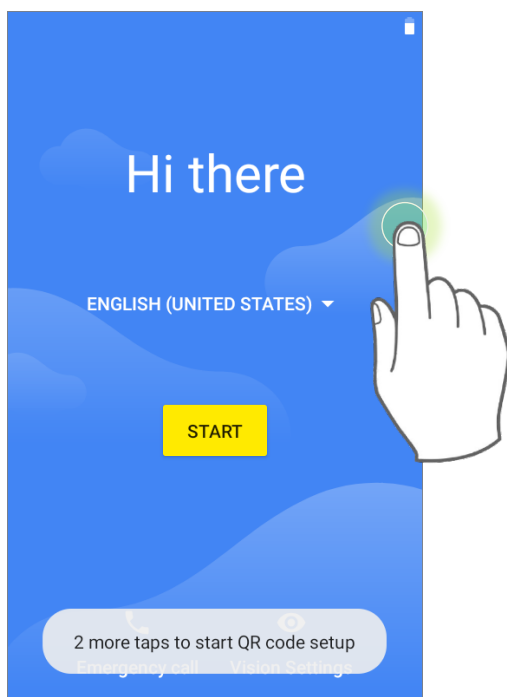 Hi there
ENGLISH (UNITED STATES)
START
2 more taps to start QR code setup
Emergency call Vision Settings